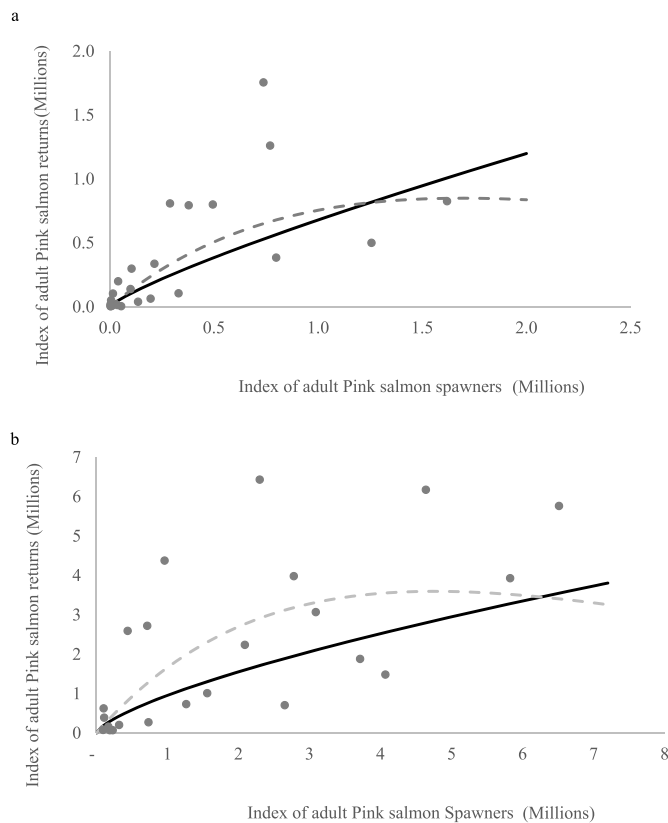 a
Index of adult Pink salmon returns(Millions)
2.0
1.5
1.0
0.5
0.0
0.0 0.5 1.0 1.5 2.0 2.5
Index of adult Pink salmon spawners (Millions)
b
Index of adult Pink salmon returns (Millions)
7
6
5
4
3
2
1
0
- 1 2 3 4 5 6 7 8
Index of adult Pink salmon Spawners (Millions)